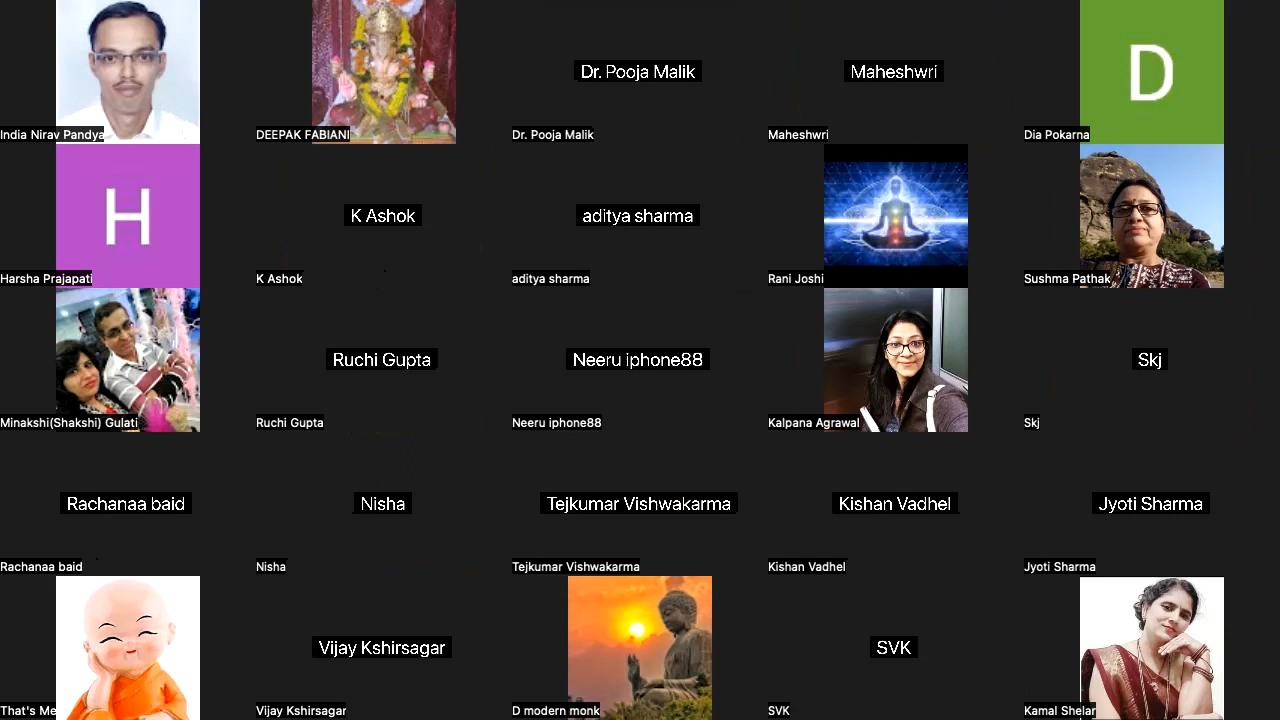 Dr. Pooja Malik
Maheshwri
D
India Nirav Pandya
DEEPAK FABIANI
Dr. Pooja Malik
Maheshwri
Dia Pokarna
H
K Ashok
aditya sharma
Harsha Prajapati
K Ashok
aditya sharma
Rani Joshi
Sushma Pathak
Ruchi Gupta
Neeru iphone88
Skj
Minakshi(Shakshi) Gulati
Ruchi Gupta
Neeru iphone88
Kalpana Agrawal
Skj
Rachanaa baid
Nisha
Tejkumar Vishwakarma
Kishan Vadhel
Jyoti Sharma
Rachanaa baid
Nisha
Tejkumar Vishwakarma
Kishan Vadhel
Jyoti Sharma
Vijay Kshirsagar
SVK
That's Me
Vijay Kshirsagar
D modern monk
SVK
Kamal Shelar